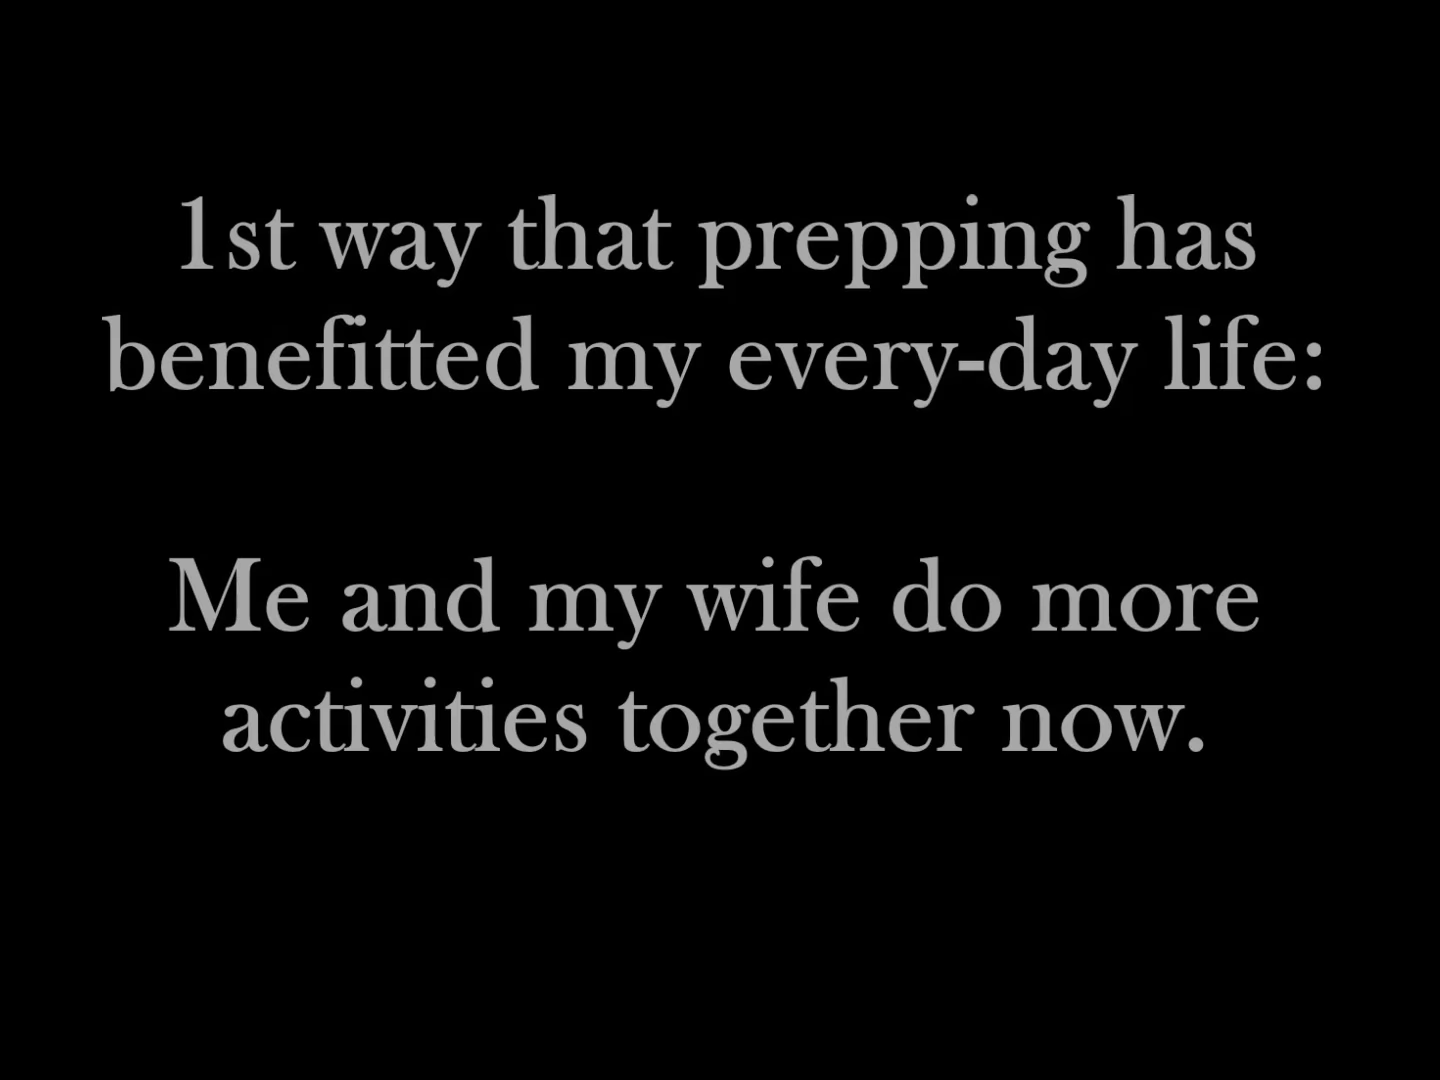 1st way that prepping has
benefitted my every-day life:
Me and my wife do more
activities together now.